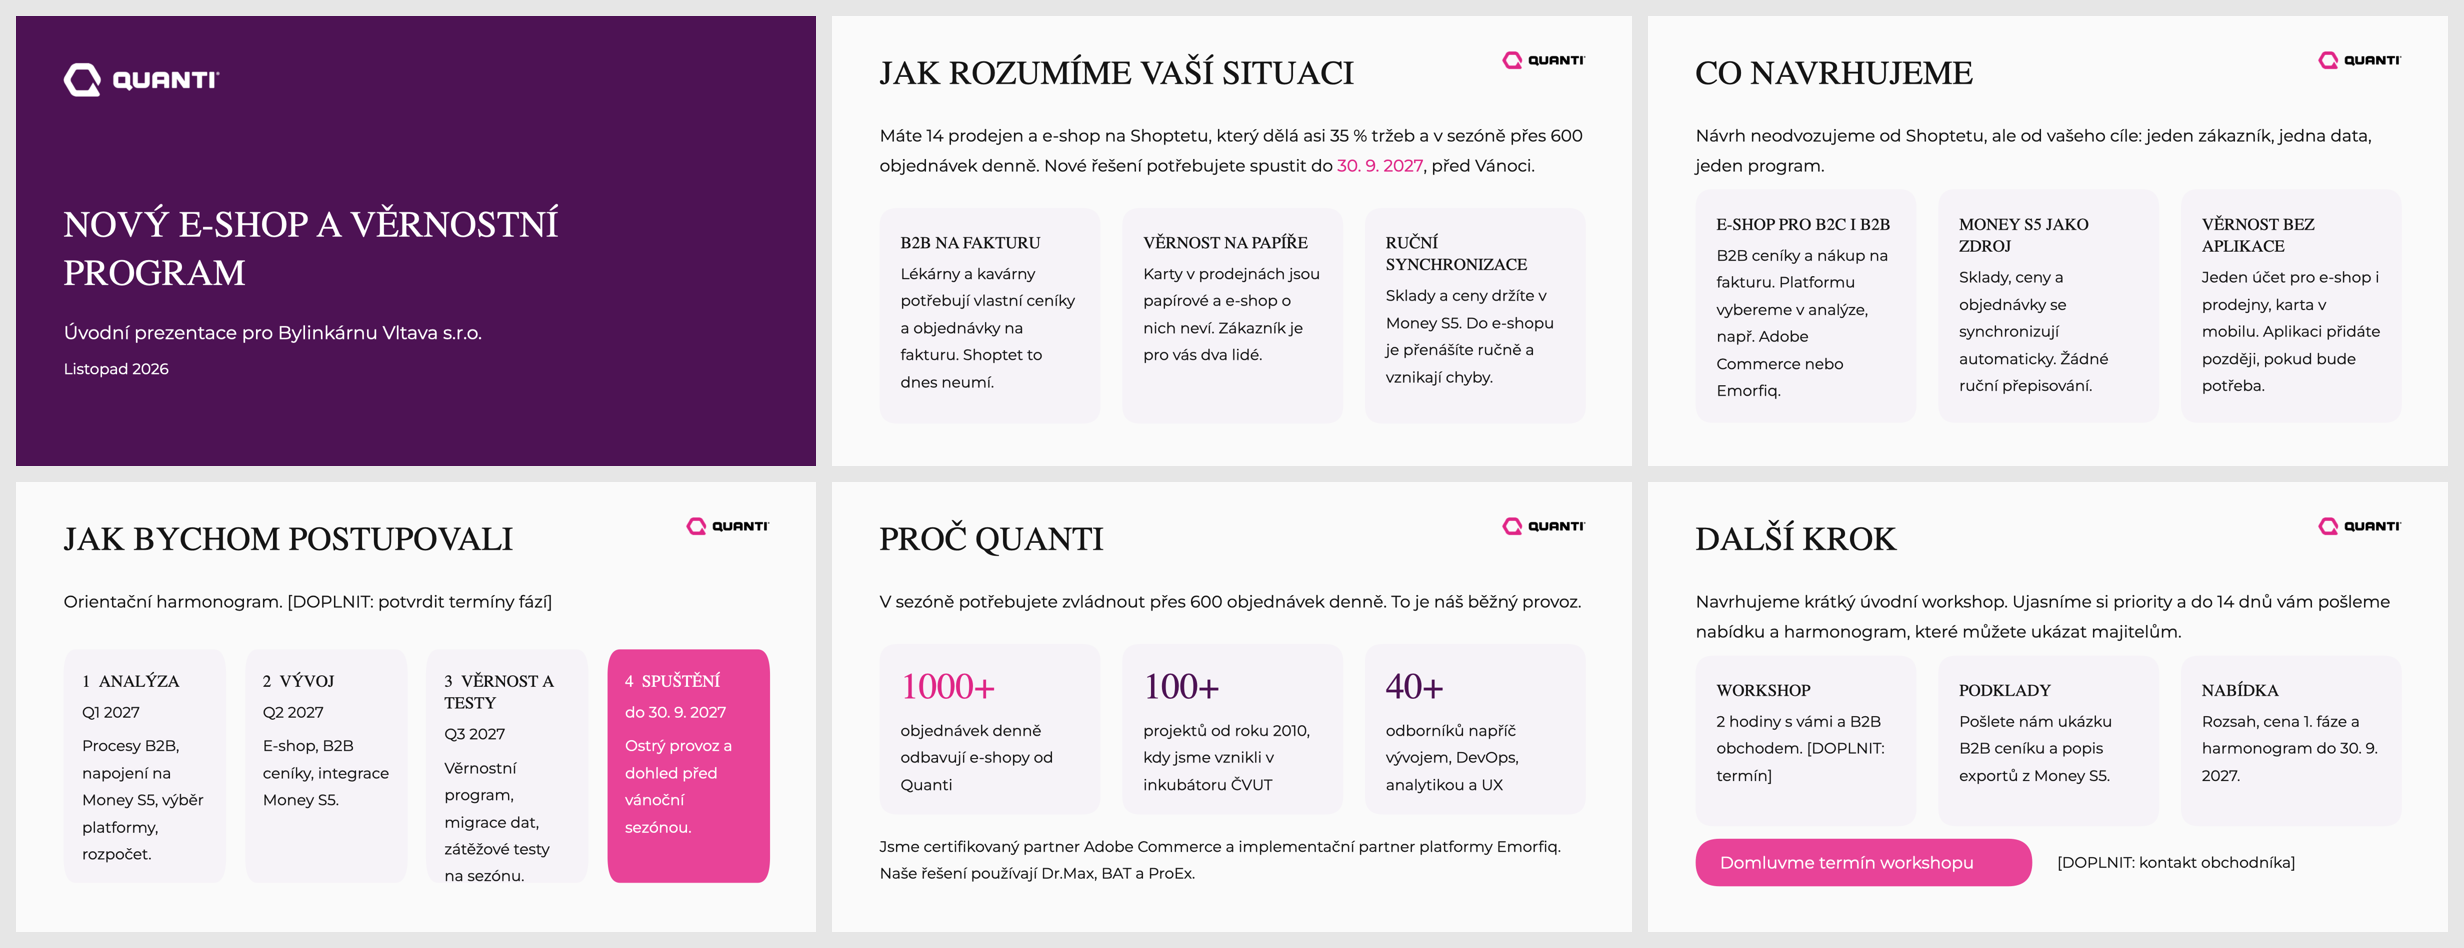 QUANTI
NOVÝ E-SHOP A VĚRNOSTNÍ
PROGRAM
Úvodní prezentace pro Bylinkárnu Vltava s.r.o.
Listopad 2026
JAK ROZUMÍME VAŠÍ SITUACI
QUANTI
Máte 14 prodejen a e-shop na Shoptetu, který dělá asi 35 % tržeb a v sezóně přes 600
objednávek denně. Nové řešení potřebujete spustit do 30. 9. 2027, před Vánoci.
B2B NA FAKTURU
Lékárny a kavárny
potřebují vlastní ceníky
a objednávky na
fakturu. Shoptet to
dnes neumí.
VĚRNOST NA PAPÍŘE
Karty v prodejnách jsou
papírové a e-shop o
nich neví. Zákazník je
pro vás dva lidé.
RUČNÍ
SYNCHRONIZACE
Sklady a ceny držíte v
Money S5. Do e-shopu
je přenášíte ručně a
vznikají chyby.
CO NAVRHUJEME
QUANTI
Návrh neodvozujeme od Shoptetu, ale od vašeho cíle: jeden zákazník, jedna data,
jeden program.
E-SHOP PRO B2C I B2B
B2B ceníky a nákup na
fakturu. Platformu
vybereme v analýze,
např. Adobe
Commerce nebo
Emorfiq.
MONEY S5 JAKO
ZDROJ
Sklady, ceny a
objednávky se
synchronizují
automaticky. Žádné
ruční přepisování.
VĚRNOST BEZ
APLIKACE
Jeden účet pro e-shop i
prodejny, karta v
mobilu. Aplikaci přidáte
později, pokud bude
potřeba.
JAK BYCHOM POSTUPOVALI
QUANTI
Orientační harmonogram. [DOPLNIT: potvrdit termíny fází]
1 ANALÝZA
Q1 2027
Procesy B2B,
napojení na
Money S5, výběr
platformy,
rozpočet.
2 VÝVOJ
Q2 2027
E-shop, B2B
ceníky, integrace
Money S5.
3 VĚRNOST A
TESTY
Q3 2027
Věrnostní
program,
migrace dat,
zátěžové testy
na sezónu.
4 SPUŠTĚNÍ
do 30. 9. 2027
Ostrý provoz a
dohled před
vánoční
sezónou.
PROČ QUANTI
QUANTI
V sezóně potřebujete zvládnout přes 600 objednávek denně. To je náš běžný provoz.
1000+
objednávek denně
odbavují e-shopy od
Quanti
100+
projektů od roku 2010,
kdy jsme vznikli v
inkubátoru ČVUT
40+
odborníků napříč
vývojem, DevOps,
analytikou a UX
Jsme certifikovaný partner Adobe Commerce a implementační partner platformy Emorfiq.
Naše řešení používají Dr.Max, BAT a ProEx.
DALŠÍ KROK
QUANTI
Navrhujeme krátký úvodní workshop. Ujasníme si priority a do 14 dnů vám pošleme
nabídku a harmonogram, které můžete ukázat majitelům.
WORKSHOP
2 hodiny s vámi a B2B
obchodem. [DOPLNIT:
termín]
PODKLADY
Pošlete nám ukázku
B2B ceníku a popis
exportů z Money S5.
NABÍDKA
Rozsah, cena 1. fáze a
harmonogram do 30. 9.
2027.
Domluvme termín workshopu
[DOPLNIT: kontakt obchodníka]